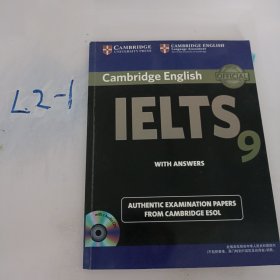 L2-1
CAMBRIDGE
UNIVERSITY PRESS
CAMBRIDGE ENGLISH
Language Assessment
Cambridge English
OFFICIAL
IELTS 9
WITH ANSWERS
AUTHENTIC EXAMINATION PAPERS
FROM CAMBRIDGE ESOL